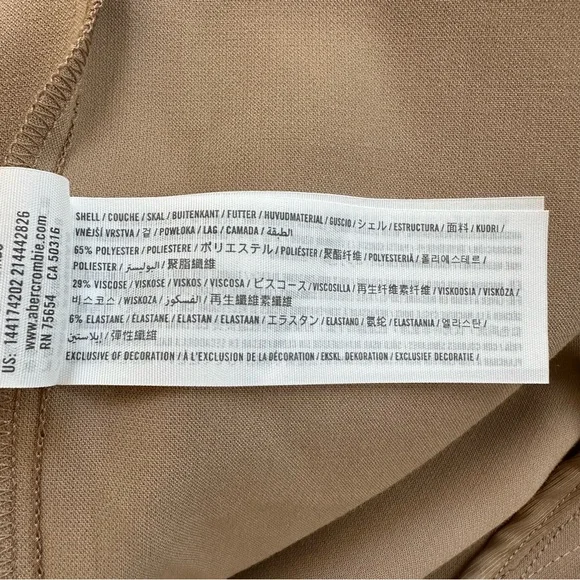 SHELL / COUCHE / SKAL / BUITENKANT / FUTTER / HUVUDMATERIAL / GUSCIO / シェル / ESTRUCTURA / 面料 / KUORI /
VNĚJŠÍ VRSTVA / 겉 / POWŁOKA / LAG / CAMADA / الطبقة /
65% POLYESTER / POLIESTERE / ポリエステル / POLIÉSTER / 聚酯纤维 / POLYESTERIÄ / 폴리에스테르 /
POLIESTER / البوليستر / 聚脂纖維
29% VISCOSE / VISKOSE / VISKOS / VISCOSA / ビスコース / VISCOSILLA / 再生纤维素纤维 / VISKOOSIA / VISKÓZA /
비스코스 / WISKOZA / الفسكوز / 再生纖維素纖維
6% ELASTANE / ÉLASTANE / ELASTAN / ELASTAAN / エラスタン / ELASTANO / 氨纶 / ELASTAANIA / 엘라스탄 /
إيلاستين / 彈性纖維
EXCLUSIVE OF DECORATION / À L'EXCLUSION DE LA DÉCORATION / EKSKL. DEKORATION / EXCLUSIEF DECORATIE /
US: 144174202 214442826
www.abercrombie.com
RN 75654 CA 50316